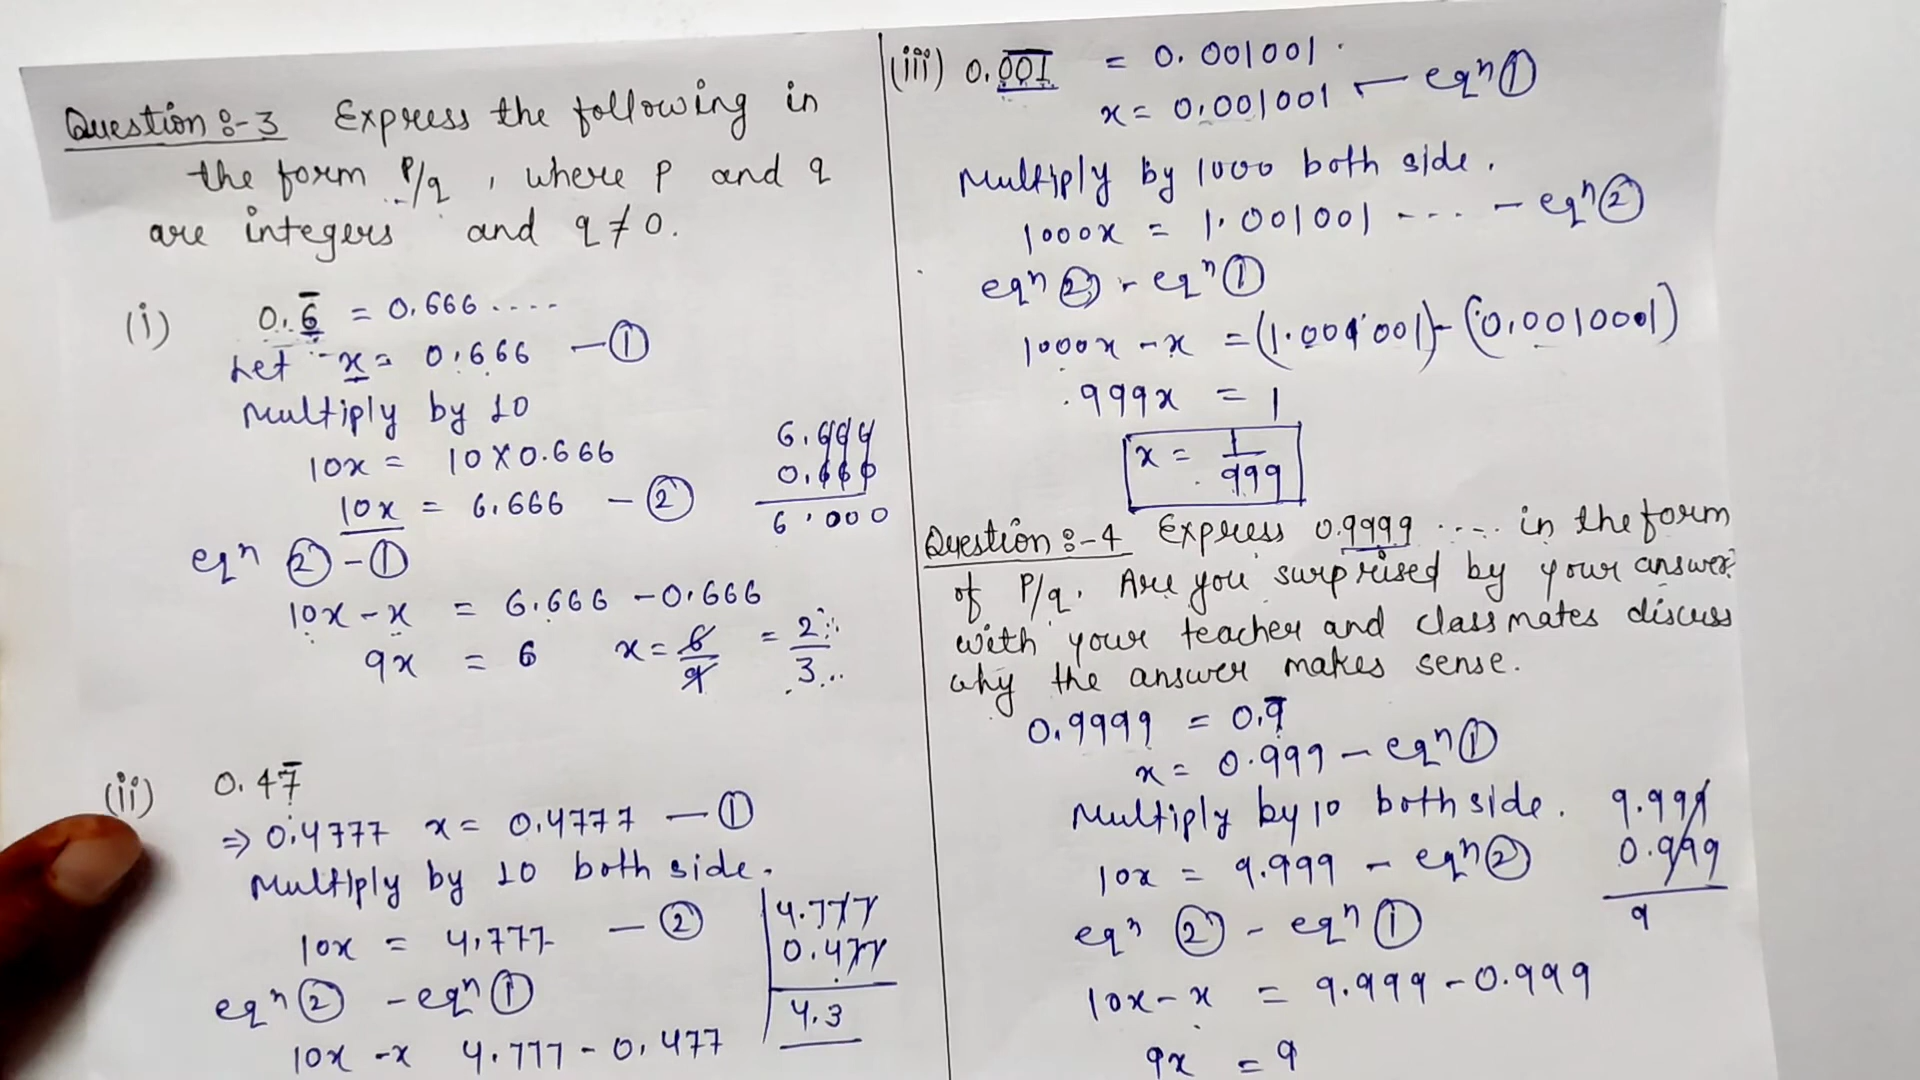 Question :- 3 Express the following in
the form P/q , where p and q
are integers and q ≠ 0.
(i) 0.6̅ = 0.666 ....
Let x = 0.666 — ①
Multiply by 10
10x = 10 X 0.666
10x = 6.666 — ②
6.666
0.666
6.000
eqⁿ ② - ①
10x - x = 6.666 - 0.666
9x = 6 x = 6/9 = 2/3
(ii) 0.47̅
⇒ 0.4777 x = 0.4777 — ①
Multiply by 10 both side.
10x = 4.777 — ②
4.777
0.477
4.3
eqⁿ ② - eqⁿ ①
10x - x 4.777 - 0.477
(iii) 0.0̅0̅1̅ = 0.001001
x = 0.001001 — eqⁿ ①
Multiply by 1000 both side.
1000x = 1.001001 ---- - eqⁿ ②
eqⁿ ② - eqⁿ ①
1000x - x = (1.001001) - (0.0010001)
999x = 1
x = 1/999
Question :- 4 Express 0.9999 .... in the form
of P/q. Are you surprised by your answer
with your teacher and classmates discuss
why the answer makes sense.
0.9999 = 0.9̅
x = 0.999 — eqⁿ ①
Multiply by 10 both side.
10x = 9.999 - eqⁿ ②
9.999
0.999
9
eqⁿ ② - eqⁿ ①
10x - x = 9.999 - 0.999
9x = 9